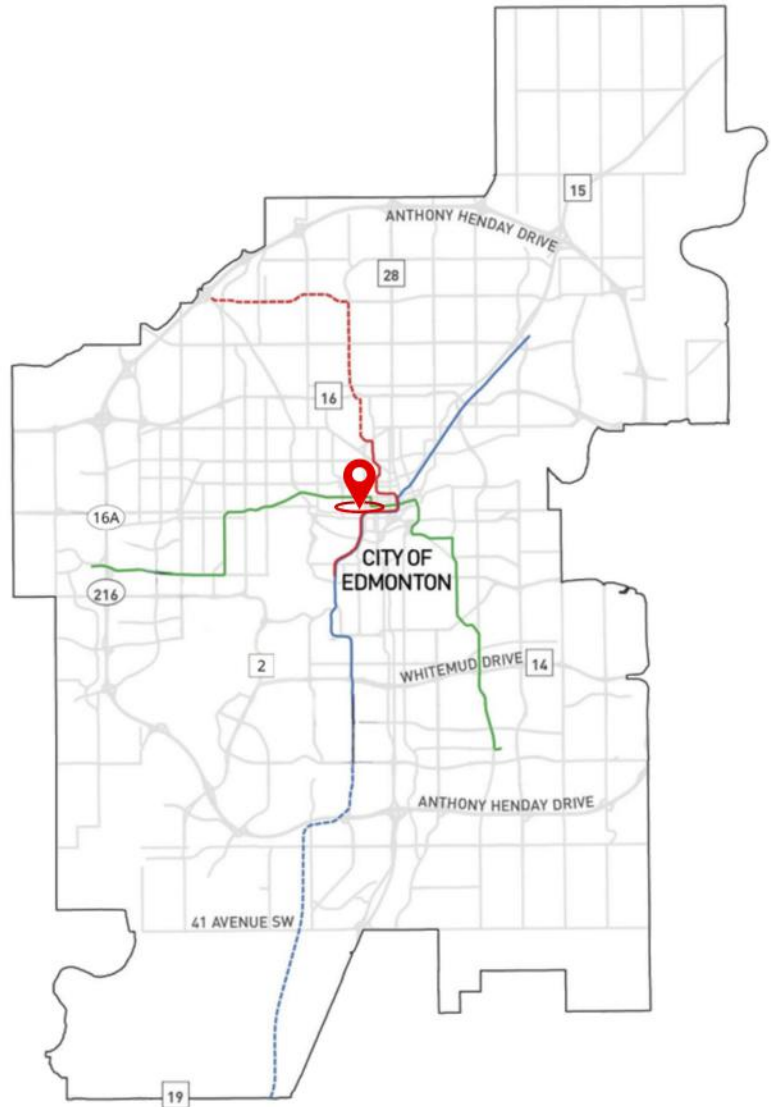 15
ANTHONY HENDAY DRIVE
28
16
16A
CITY OF
EDMONTON
216
2
WHITEMUD DRIVE
14
ANTHONY HENDAY DRIVE
41 AVENUE SW
19